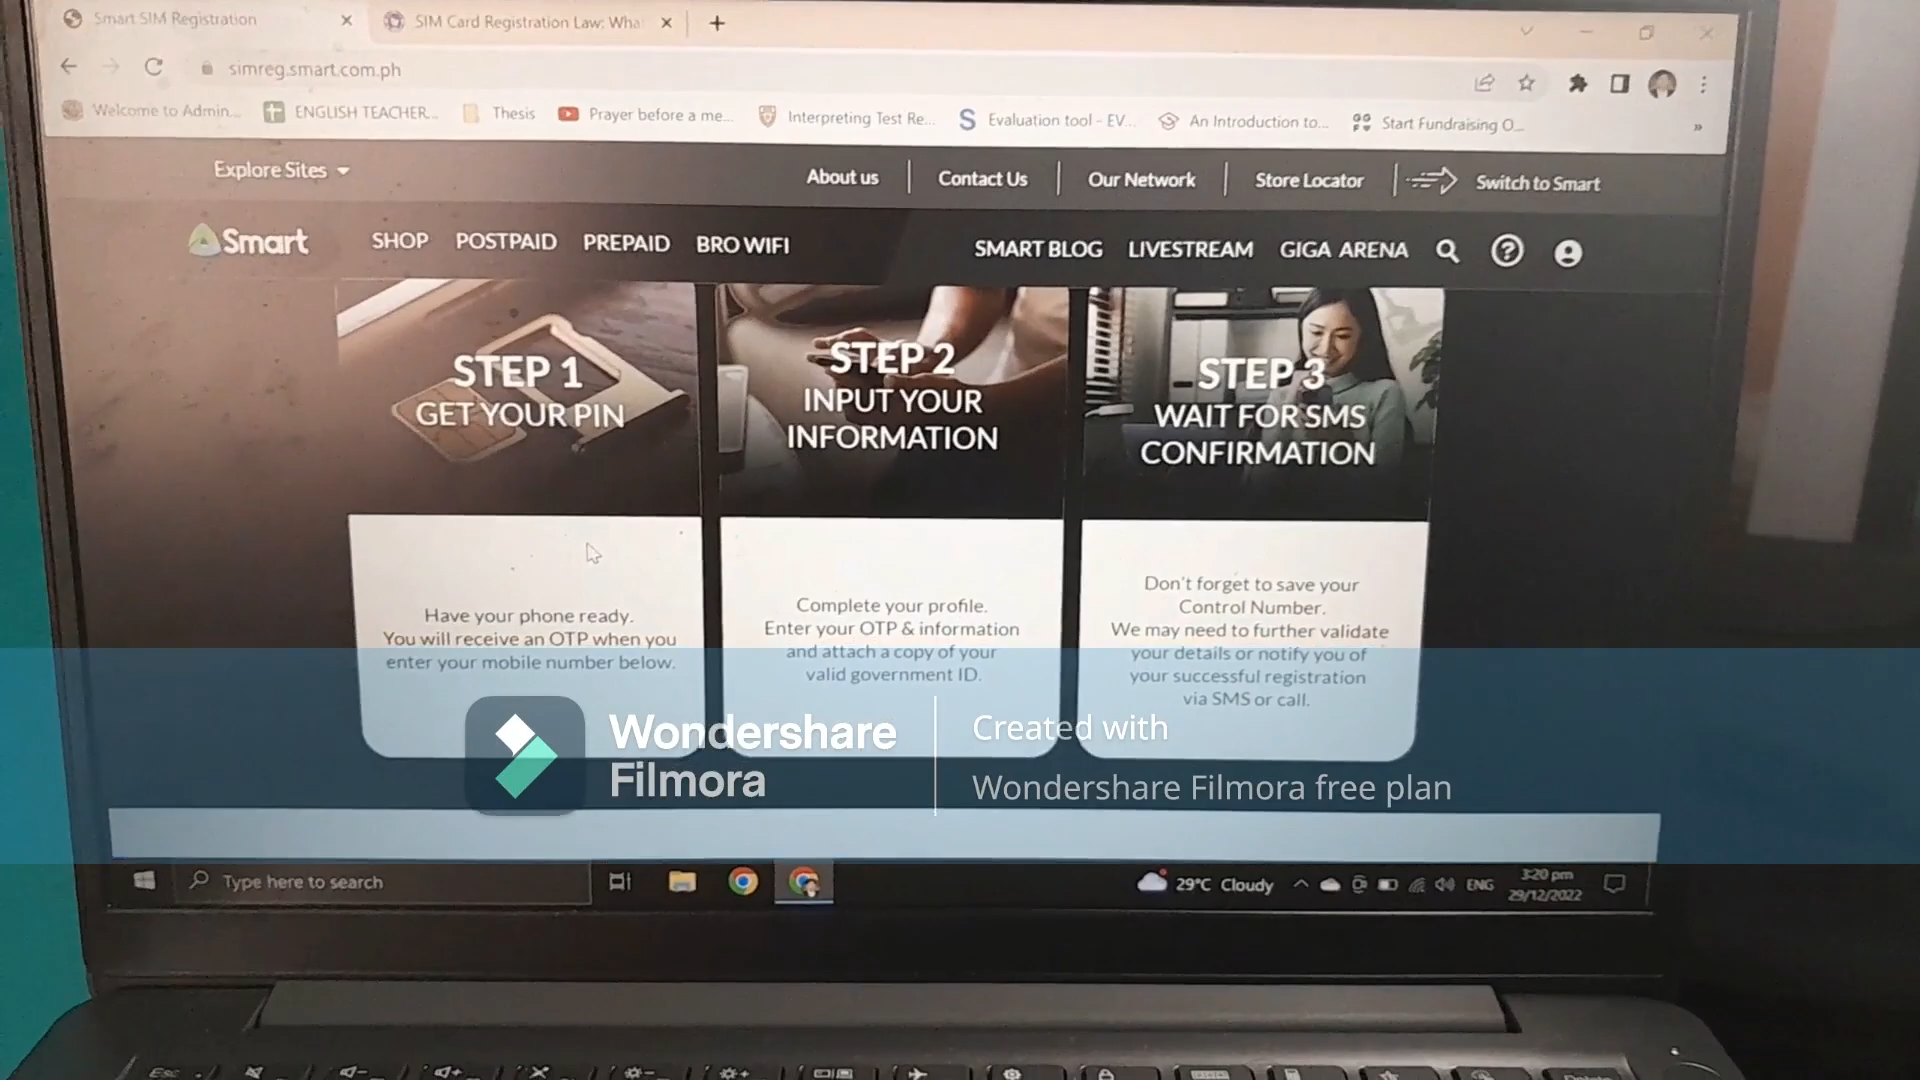 Smart SIM Registration
SIM Card Registration Law: Wha
simreg.smart.com.ph
Welcome to Admin...
ENGLISH TEACHER...
Thesis
Prayer before a me...
Interpreting Test Re...
Evaluation tool - EV...
An Introduction to...
Start Fundraising O...
Explore Sites
About us
Contact Us
Our Network
Store Locator
Switch to Smart
Smart
SHOP
POSTPAID
PREPAID
BRO WIFI
SMART BLOG
LIVESTREAM
GIGA ARENA
STEP 1
GET YOUR PIN
Have your phone ready.
You will receive an OTP when you
enter your mobile number below.
STEP 2
INPUT YOUR
INFORMATION
Complete your profile.
Enter your OTP & information
and attach a copy of your
valid government ID.
STEP 3
WAIT FOR SMS
CONFIRMATION
Don't forget to save your
Control Number.
We may need to further validate
your details or notify you of
your successful registration
via SMS or call.
Wondershare
Filmora
Created with
Wondershare Filmora free plan
Type here to search
29°C Cloudy
ENG
3:20 pm
29/12/2022
Esc